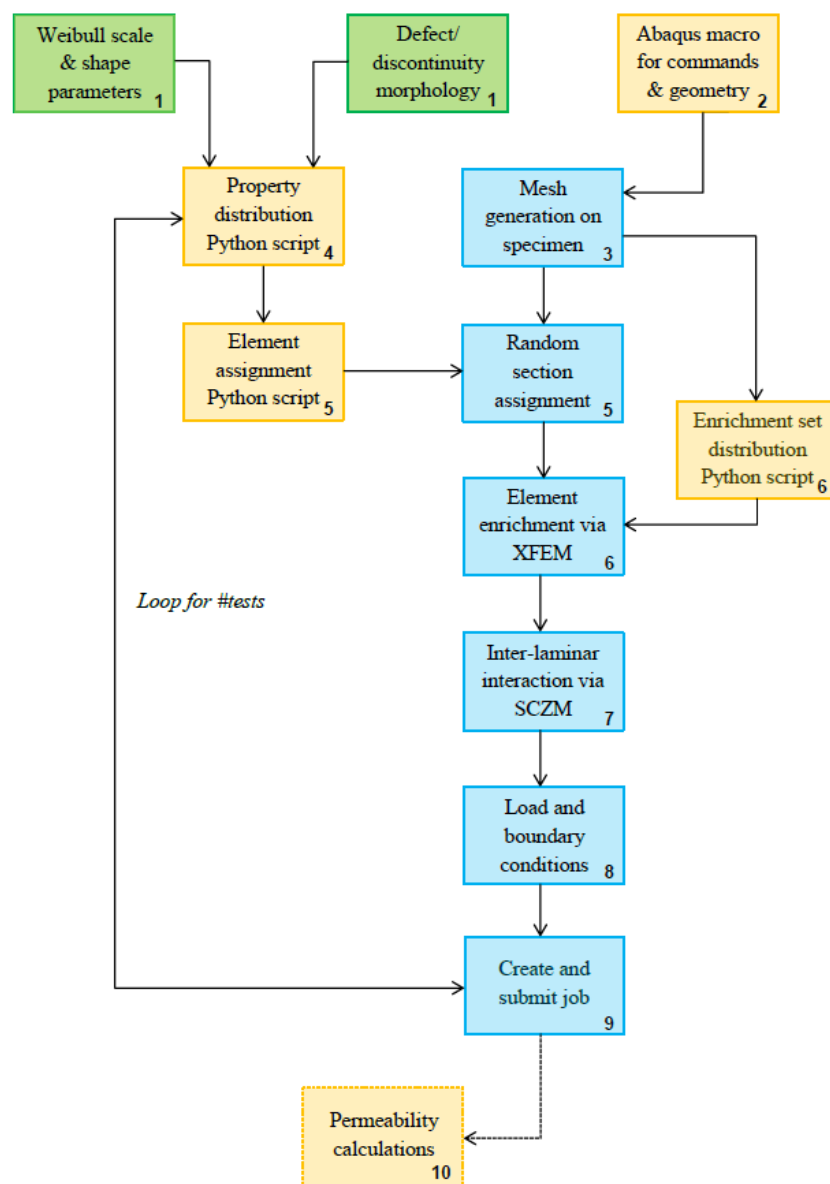 Weibull scale
& shape
parameters
1
Defect/
discontinuity
morphology
1
Abaqus macro
for commands
& geometry
2
Property
distribution
Python script
4
Mesh
generation on
specimen
3
Element
assignment
Python script
5
Random
section
assignment
5
Enrichment set
distribution
Python script
6
Element
enrichment via
XFEM
6
Loop for #tests
Inter-laminar
interaction via
SCZM
7
Load and
boundary
conditions
8
Create and
submit job
9
Permeability
calculations
10